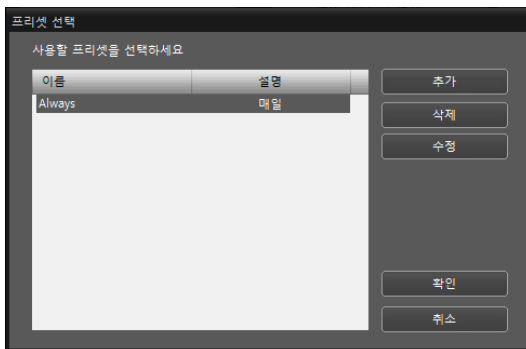 프리셋 선택
사용할 프리셋을 선택하세요
이름 설명
Always 매일
추가
삭제
수정
확인
취소